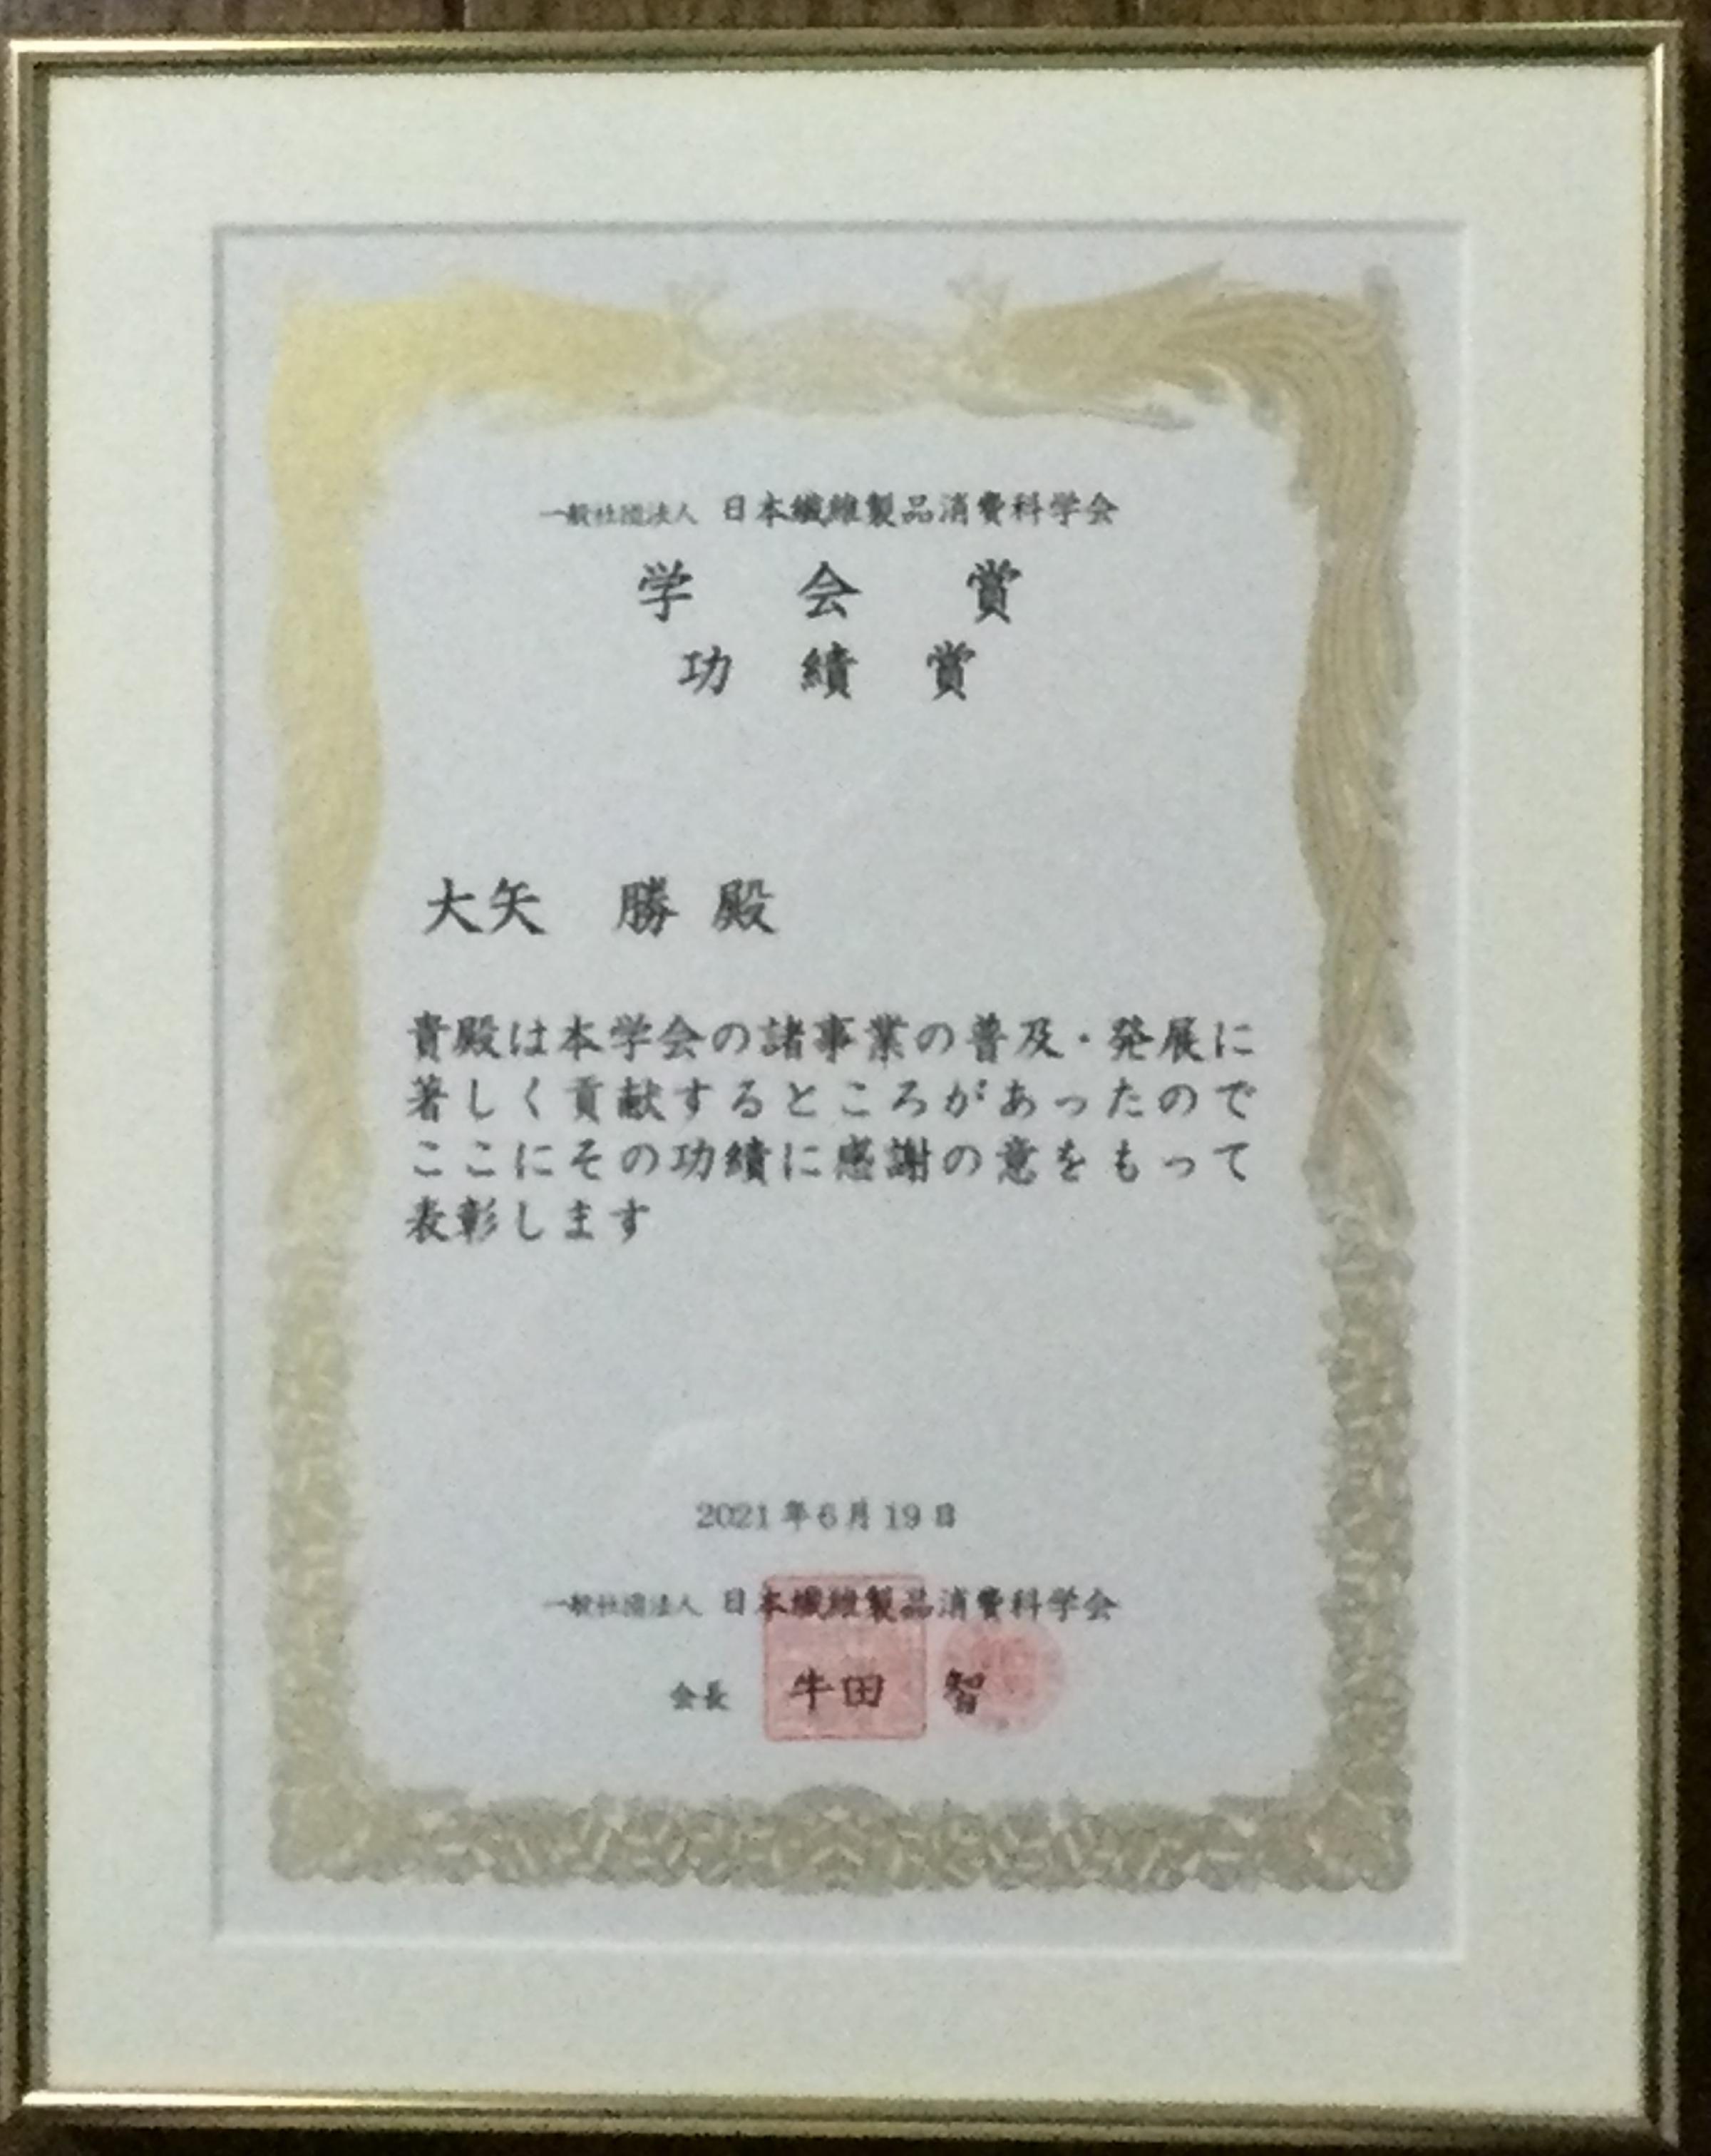 一般社団法人 日本繊維製品消費科学会
学 会 賞
功 績 賞
大矣 勝 殿
貴殿は本学会の諸事業の普及・発展に
著しく貢献するところがあったので
ここにその功績に感謝の意をもって
表彰します
2021年6月19日
一般社団法人 日本繊維製品消費科学会
会長 牛田 智